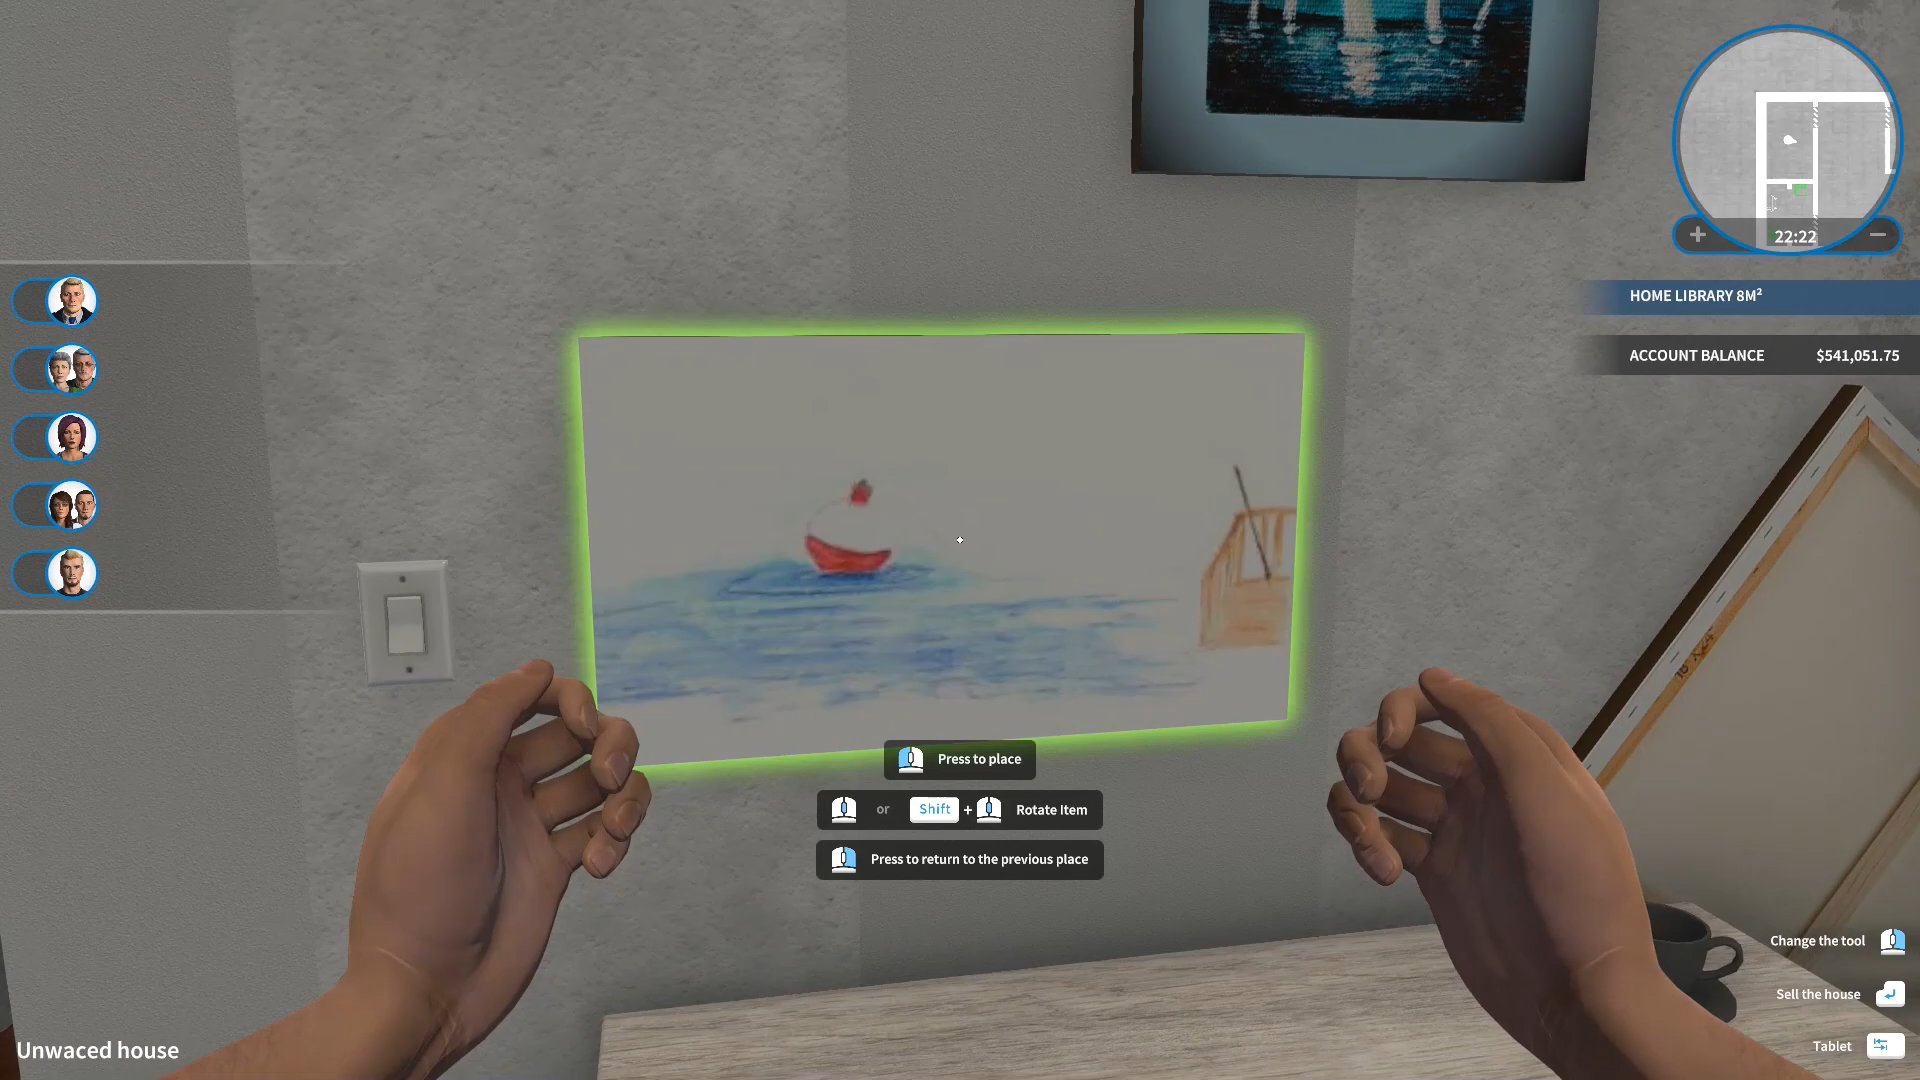 22:22
HOME LIBRARY 8M²
ACCOUNT BALANCE $541,051.75
Press to place
or Shift + Rotate Item
Press to return to the previous place
Change the tool
Sell the house
Tablet
Unwaced house